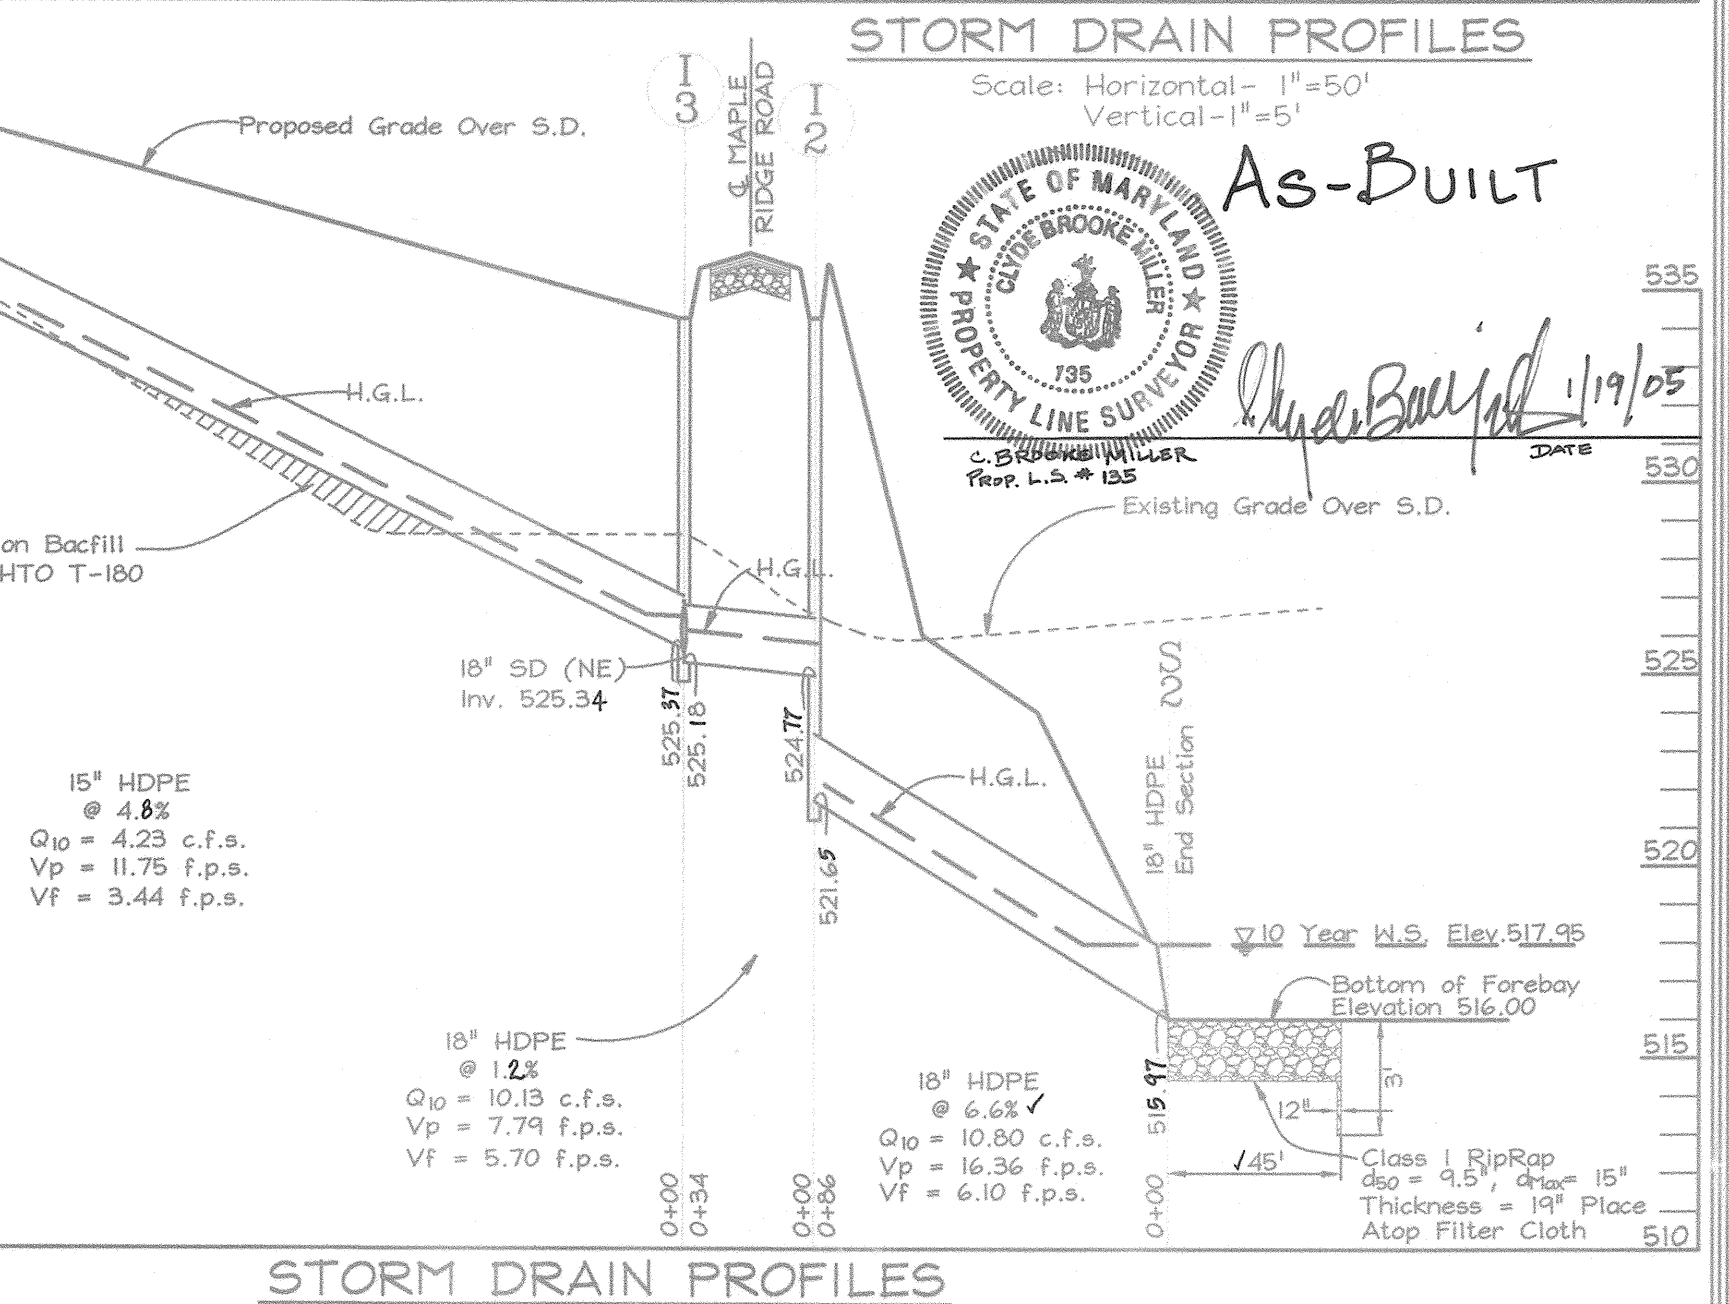 STORM DRAIN PROFILES
Scale: Horizontal- 1"=50'
Vertical-1"=5'
I
3
℄ MAPLE
RIDGE ROAD
I
2
Proposed Grade Over S.D.
As-BUILT
STATE OF MARYLAND
PROPERTY LINE SURVEYOR
CLYDE BROOKE MILLER
135
1/19/05
C. BROOKE MILLER
PROP. L.S. # 135
DATE
535
530
525
520
515
510
H.G.L.
Existing Grade Over S.D.
on Bacfill
HTO T-180
H.G.L.
18" SD (NE)
Inv. 525.34
525.37
525.18
524.77
521.65
H.G.L.
18" HDPE
End Section
S
2
15" HDPE
@ 4.8%
Q10 = 4.23 c.f.s.
Vp = 11.75 f.p.s.
Vf = 3.44 f.p.s.
10 Year W.S. Elev.517.95
Bottom of Forebay
Elevation 516.00
18" HDPE
@ 1.2%
Q10 = 10.13 c.f.s.
Vp = 7.79 f.p.s.
Vf = 5.70 f.p.s.
18" HDPE
@ 6.6% ✓
Q10 = 10.80 c.f.s.
Vp = 16.36 f.p.s.
Vf = 6.10 f.p.s.
515.97
3'
12"
✓45'
Class 1 RipRap
d50 = 9.5", dMax= 15"
Thickness = 19" Place
Atop Filter Cloth
0+00
0+34
0+00
0+86
0+00
STORM DRAIN PROFILES